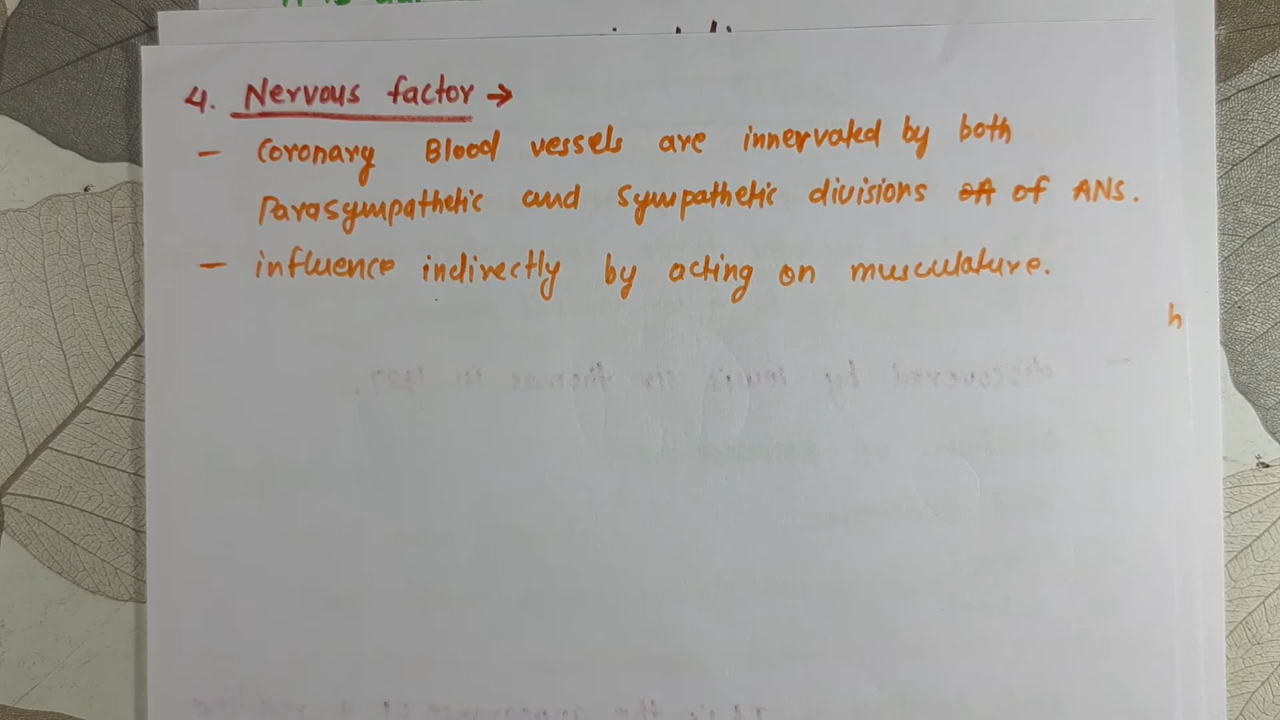 4. Nervous factor →
- Coronary Blood vessels are innervated by both
Parasympathetic and Sympathetic divisions of ANS.
- influence indirectly by acting on musculature.
h